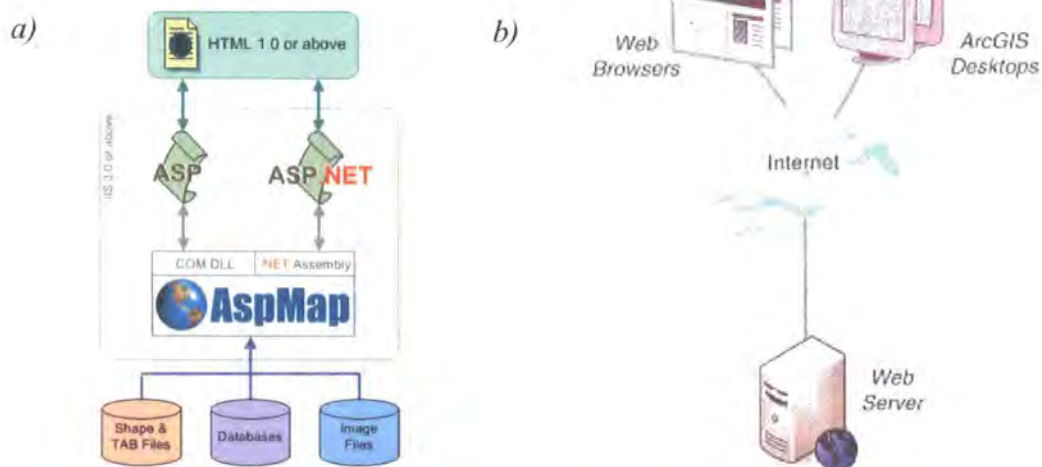 a)
HTML 1.0 or above
IIS 3.0 or above
ASP
ASP.NET
COM DLL
.NET Assembly
AspMap
Shape &
TAB Files
Databases
Image
Files
b)
Web
Browsers
ArcGIS
Desktops
Internet
Web
Server